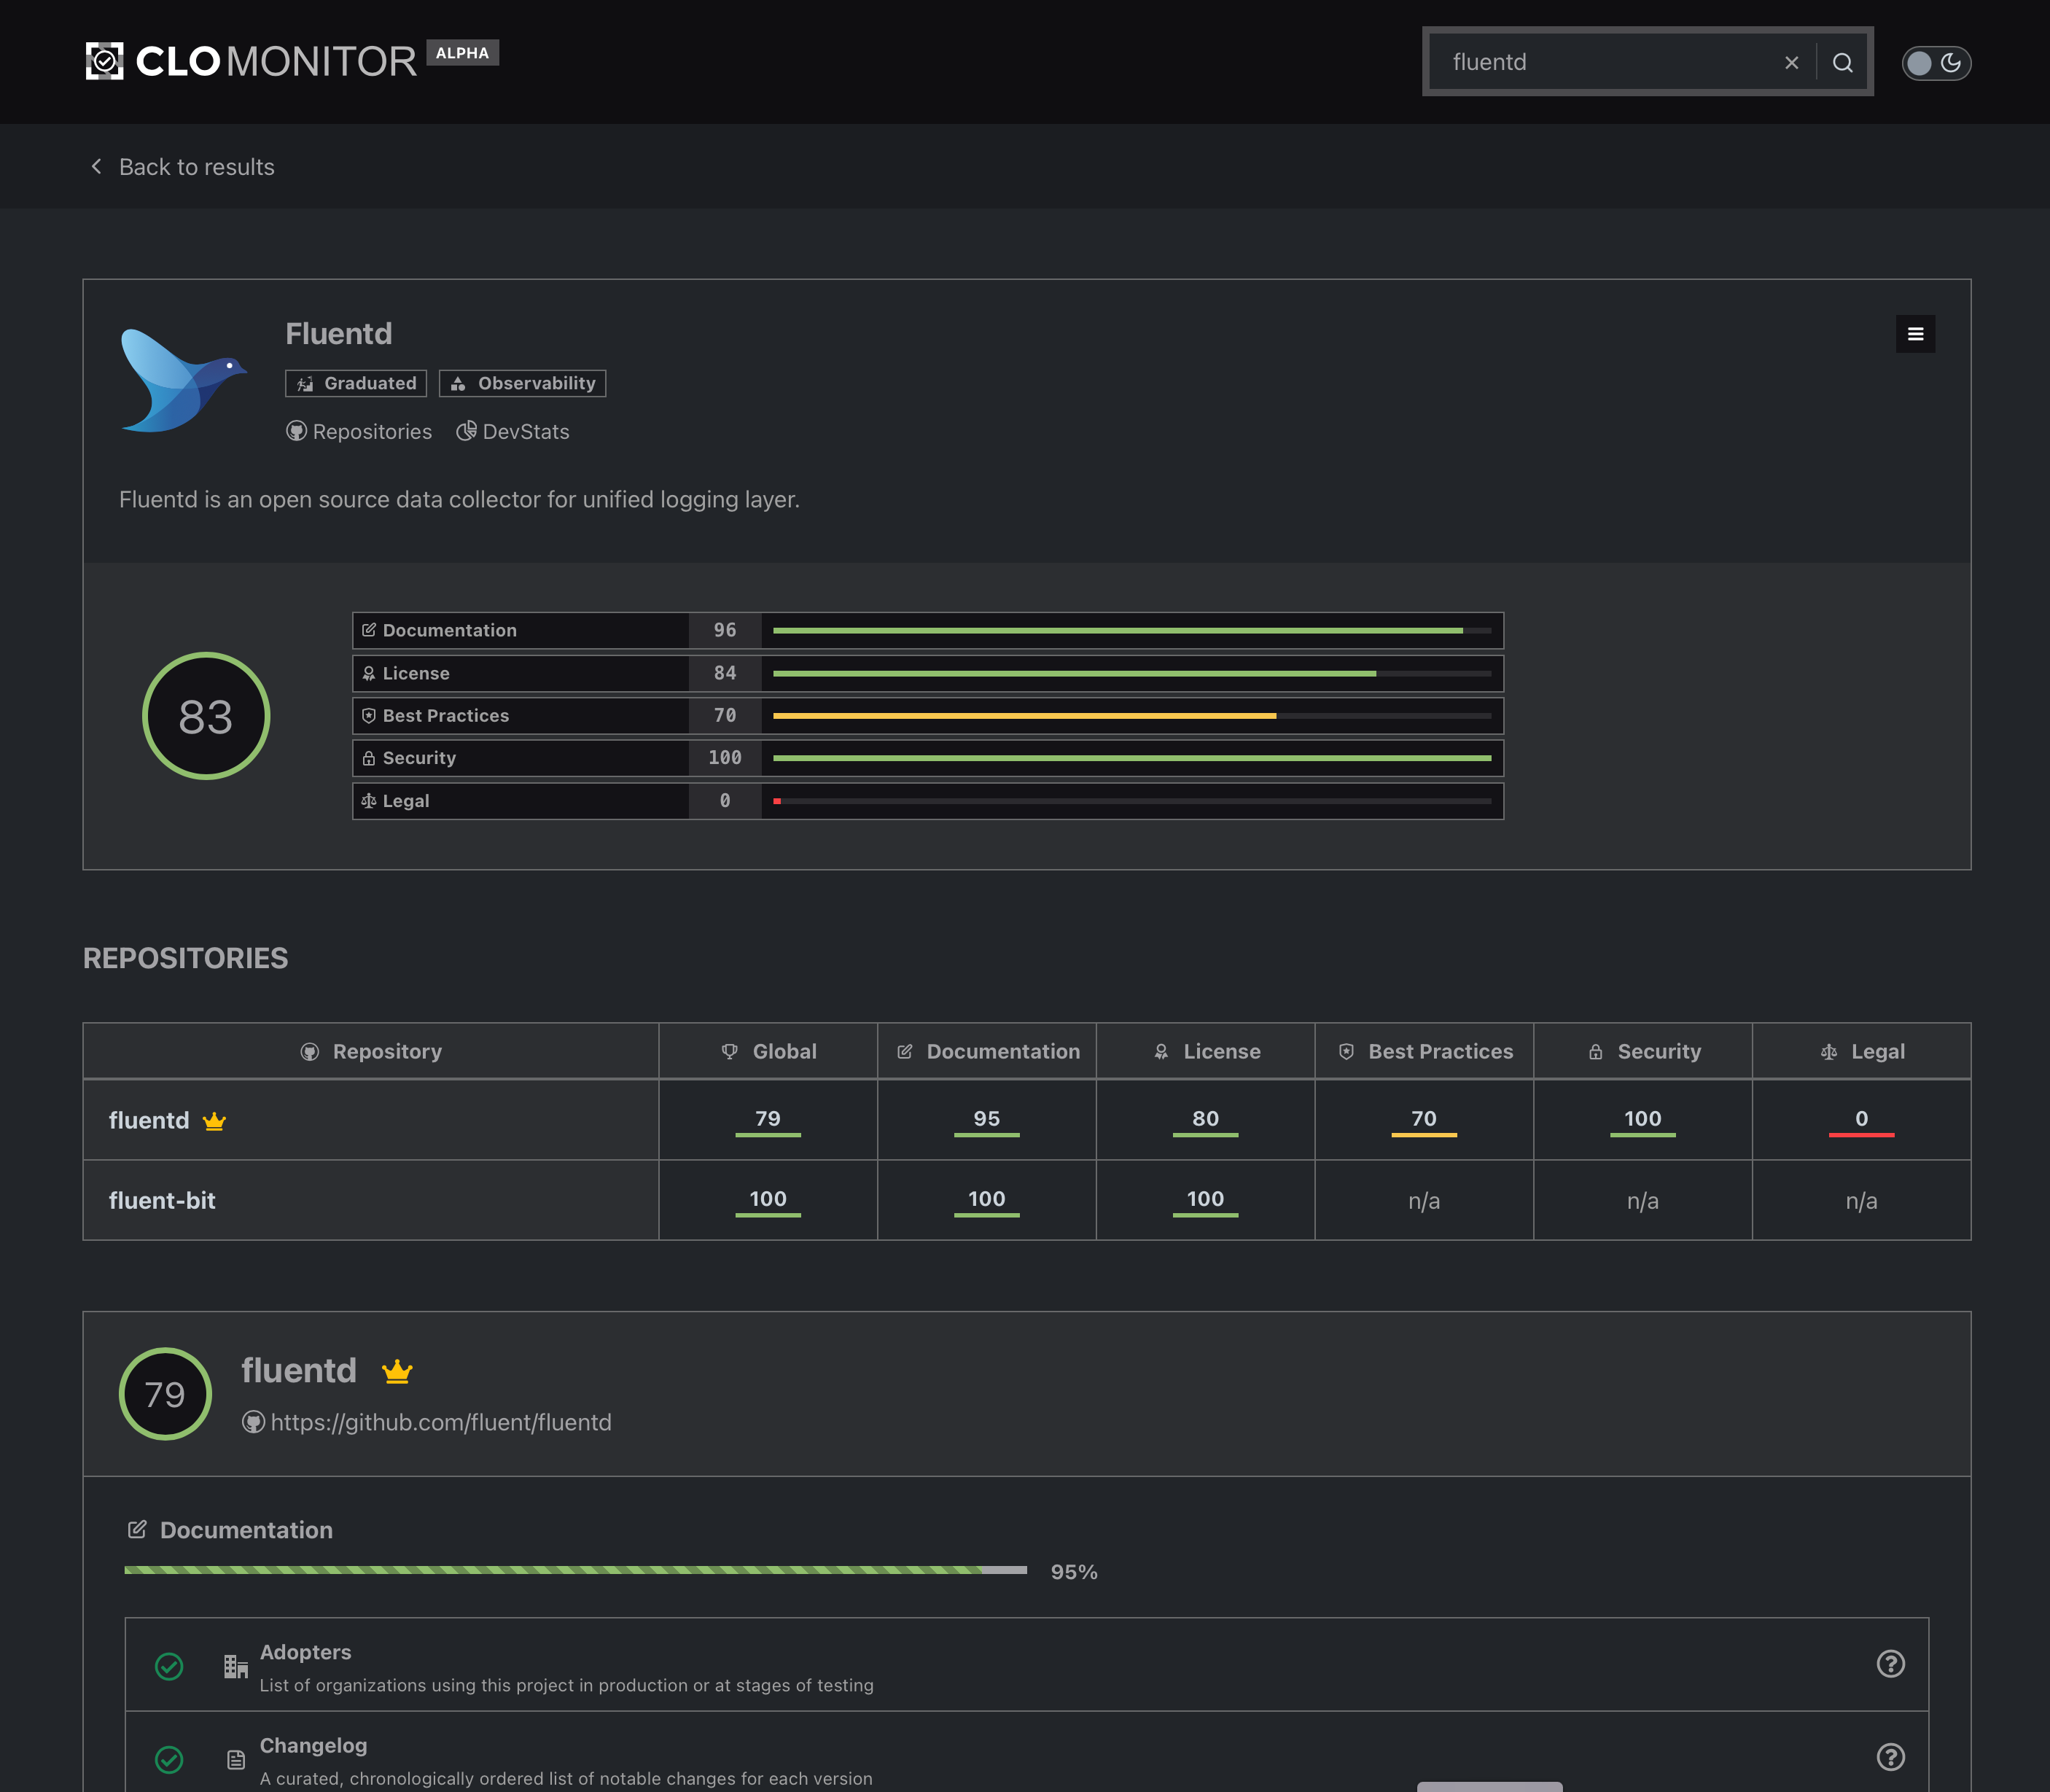 CLOMONITOR ALPHA
fluentd
Back to results
Fluentd
Graduated Observability
Repositories DevStats
Fluentd is an open source data collector for unified logging layer.
83
Documentation 96
License 84
Best Practices 70
Security 100
Legal 0
REPOSITORIES
Repository Global Documentation License Best Practices Security Legal
fluentd 79 95 80 70 100 0
fluent-bit 100 100 100 n/a n/a n/a
79
fluentd
https://github.com/fluent/fluentd
Documentation
95%
Adopters
List of organizations using this project in production or at stages of testing
Changelog
A curated, chronologically ordered list of notable changes for each version